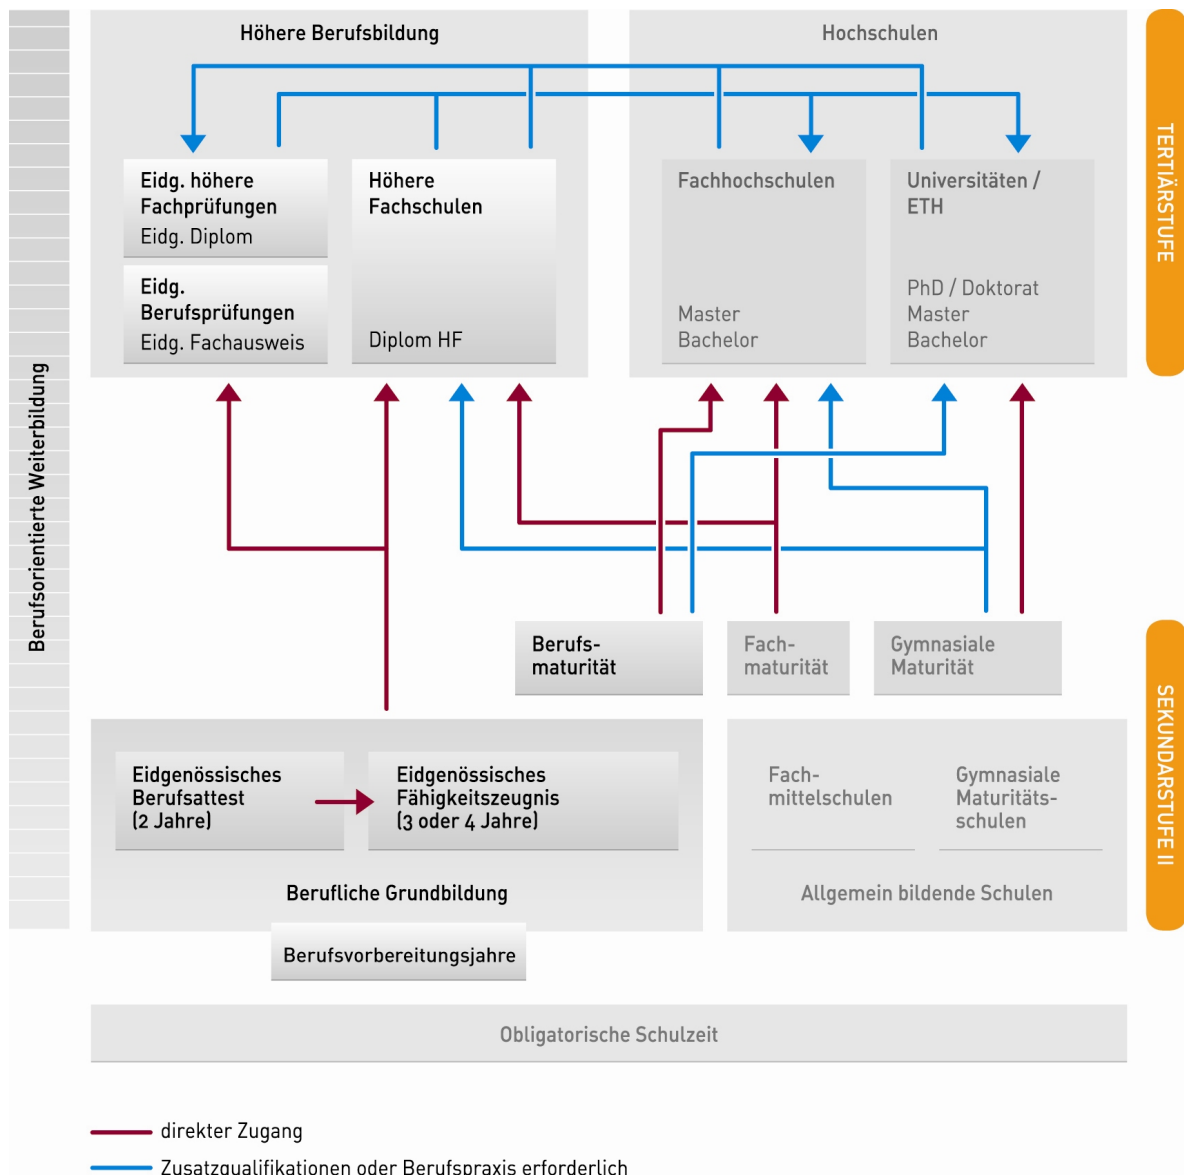 Höhere Berufsbildung
Hochschulen
TERTIÄRSTUFE
Eidg. höhere
Fachprüfungen
Eidg. Diplom
Eidg.
Berufsprüfungen
Eidg. Fachausweis
Höhere
Fachschulen
Diplom HF
Fachhochschulen
Master
Bachelor
Universitäten /
ETH
PhD / Doktorat
Master
Bachelor
Berufsorientierte Weiterbildung
Berufs-
maturität
Fach-
maturität
Gymnasiale
Maturität
SEKUNDARSTUFE II
Eidgenössisches
Berufsattest
(2 Jahre)
Eidgenössisches
Fähigkeitszeugnis
(3 oder 4 Jahre)
Berufliche Grundbildung
Fach-
mittelschulen
Gymnasiale
Maturitäts-
schulen
Allgemein bildende Schulen
Berufsvorbereitungsjahre
Obligatorische Schulzeit
direkter Zugang
Zusatzqualifikationen oder Berufspraxis erforderlich